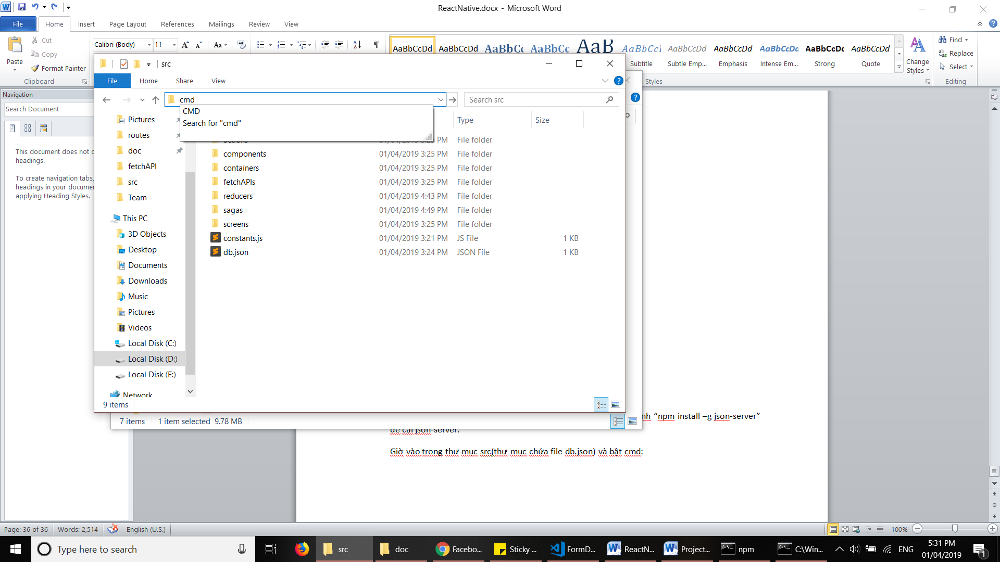 ReactNative.docx - Microsoft Word
File Home Insert Page Layout References Mailings Review View
Paste
Cut
Copy
Format Painter
Clipboard
Calibri (Body) 11
AaBbCcDd AaBbCcDd AaBbC AaBbCc AaB AaBbCc AaBbCcDd AaBbCcDd AaBbCcDd AaBbCcDc AaBbCcDd
Subtitle Subtle Emp... Emphasis Intense Em... Strong Quote
Change Styles
Styles
Find
Replace
Select
Editing
Navigation
Search Document
This document does not
headings.
To create navigation tabs,
headings in your
applying Heading Styles.
src
File Home Share View
cmd
Search src
CMD
Search for "cmd"
Type Size
01/04/2019 3:25 PM File folder
components 01/04/2019 3:25 PM File folder
containers 01/04/2019 3:25 PM File folder
fetchAPIs 01/04/2019 3:25 PM File folder
reducers 01/04/2019 4:43 PM File folder
sagas 01/04/2019 4:49 PM File folder
screens 01/04/2019 3:25 PM File folder
constants.js 01/04/2019 3:21 PM JS File 1 KB
db.json 01/04/2019 3:24 PM JSON File 1 KB
Pictures
routes
doc
fetchAPI
src
Team
This PC
3D Objects
Desktop
Documents
Downloads
Music
Pictures
Videos
Local Disk (C:)
Local Disk (D:)
Local Disk (E:)
Network
9 items
7 items 1 item selected 9.78 MB
“npm install –g json-server”
json-server.
Giờ vào trong thư mục src(thư mục chứa file db.json) và bật cmd:
Page: 36 of 36 Words: 2,514 English (U.S.) 100%
Type here to search
src doc Facebo... Sticky ... FormD... ReactN... Project... npm C:\Win...
ENG
5:31 PM
01/04/2019
1